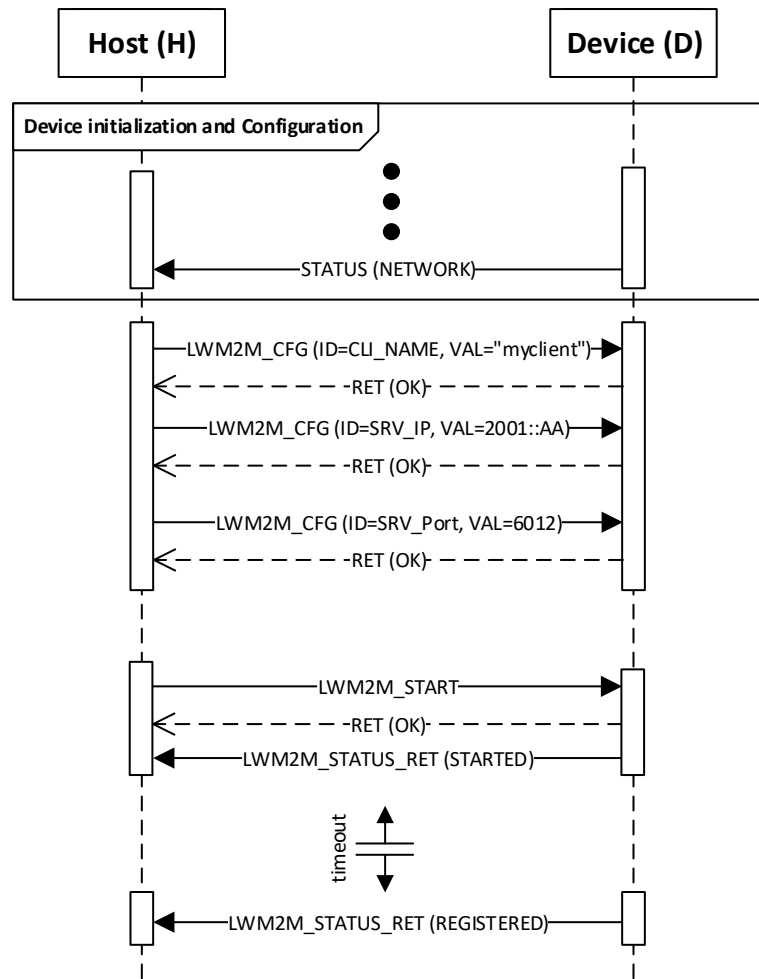 Host (H)
Device (D)
Device initialization and Configuration
STATUS (NETWORK)
LWM2M_CFG (ID=CLI_NAME, VAL="myclient")
RET (OK)
LWM2M_CFG (ID=SRV_IP, VAL=2001::AA)
RET (OK)
LWM2M_CFG (ID=SRV_Port, VAL=6012)
RET (OK)
LWM2M_START
RET (OK)
LWM2M_STATUS_RET (STARTED)
timeout
LWM2M_STATUS_RET (REGISTERED)